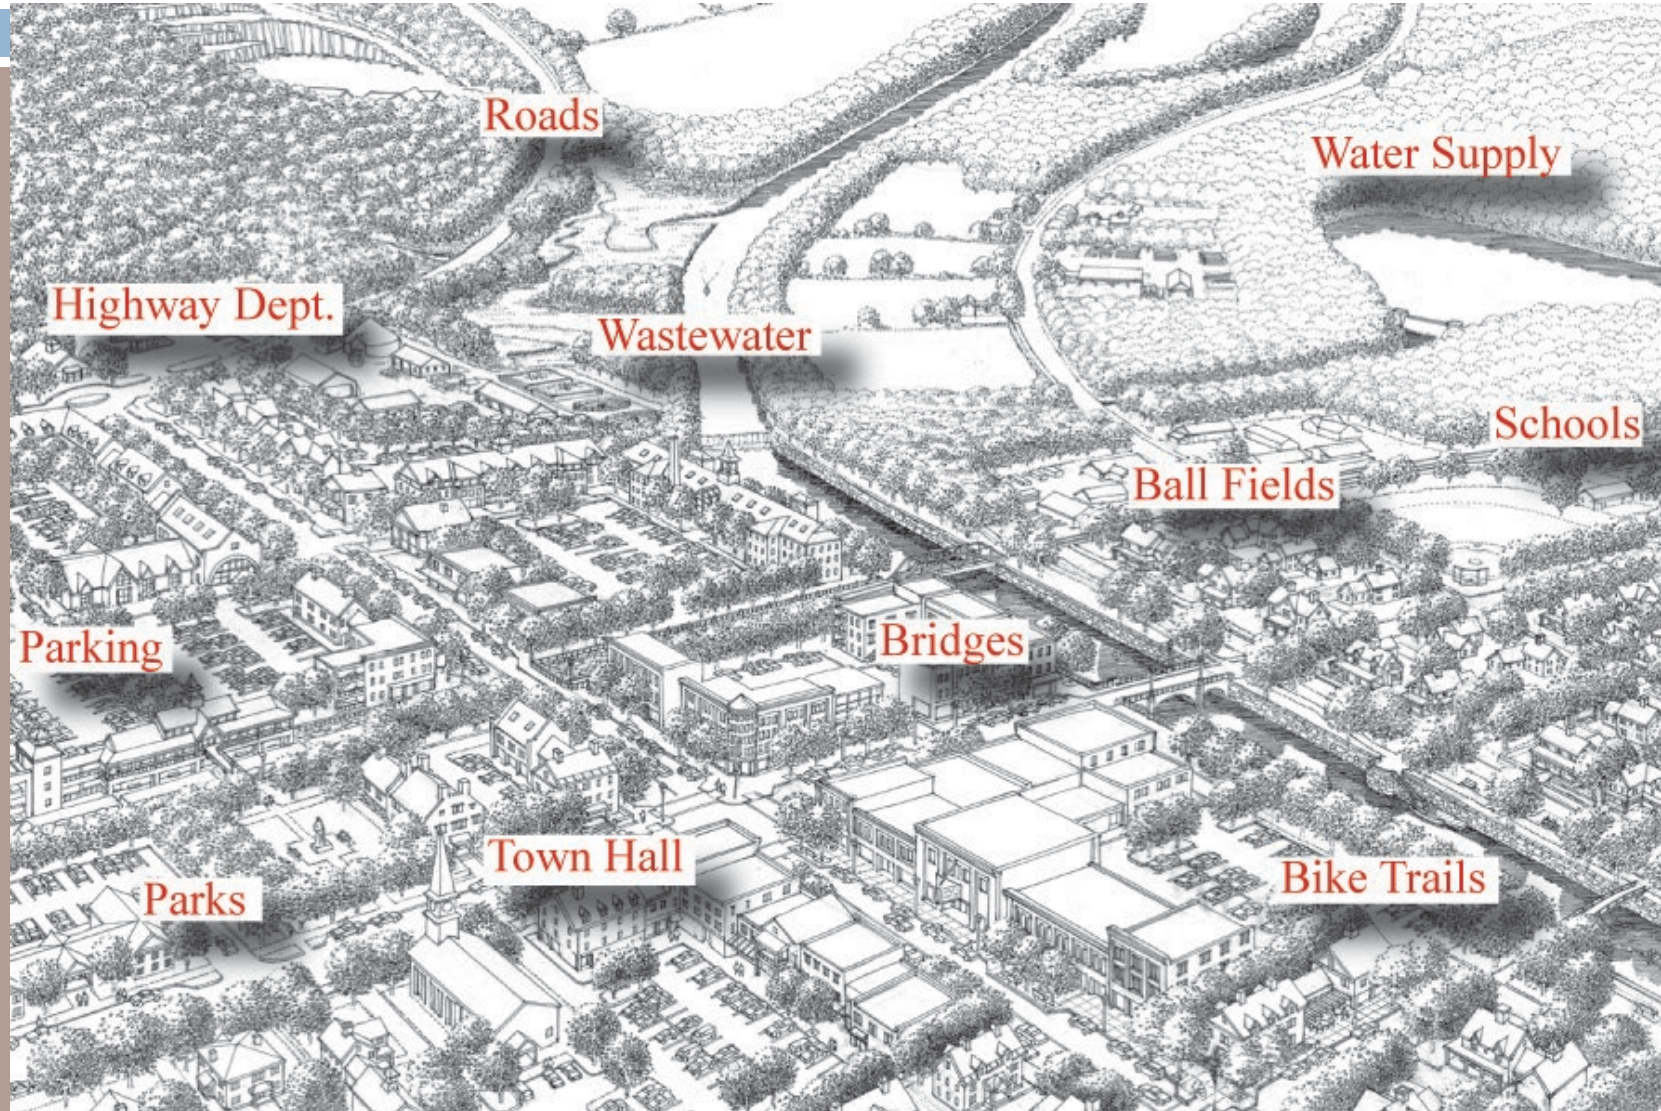 Roads
Water Supply
Highway Dept.
Wastewater
Schools
Ball Fields
Parking
Bridges
Town Hall
Bike Trails
Parks